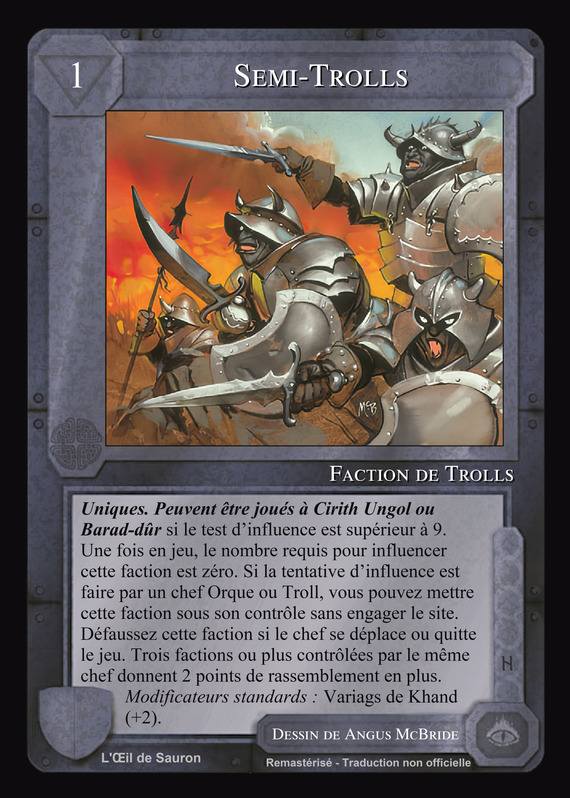 1
SEMI-TROLLS
McB
FACTION DE TROLLS
Uniques. Peuvent être joués à Cirith Ungol ou
Barad-dûr si le test d'influence est supérieur à 9.
Une fois en jeu, le nombre requis pour influencer
cette faction est zéro. Si la tentative d'influence est
faire par un chef Orque ou Troll, vous pouvez mettre
cette faction sous son contrôle sans engager le site.
Défaussez cette faction si le chef se déplace ou quitte
le jeu. Trois factions ou plus contrôlées par le même
chef donnent 2 points de rassemblement en plus.
Modificateurs standards : Variags de Khand
(+2).
DESSIN DE ANGUS MCBRIDE
L'Œil de Sauron
Remastérisé - Traduction non officielle